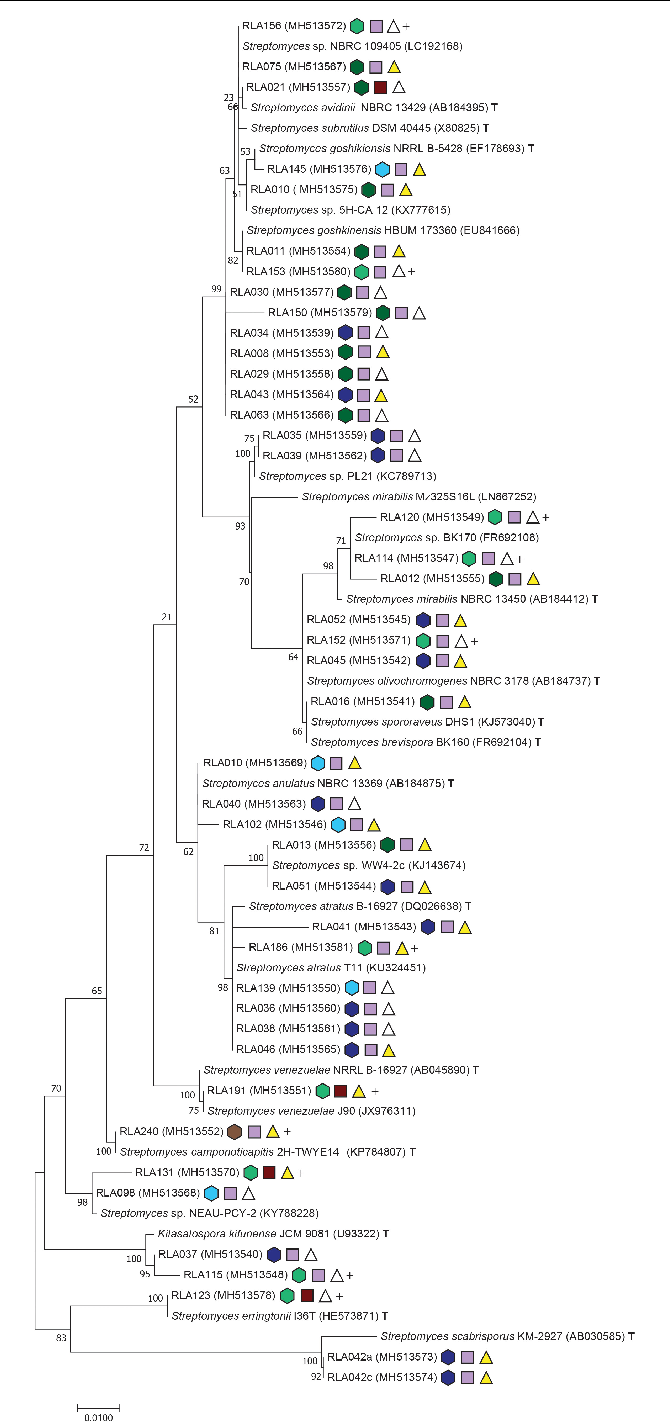 RLA156 (MH513572) +
Streptomyces sp. NBRC 109405 (LC192168)
RLA075 (MH513567)
RLA021 (MH513557)
23
66
Streptomyces avidinii NBRC 13429 (AB184395) T
Streptomyces subrutilus DSM 40445 (X80825) T
Streptomyces goshikiensis NRRL B-5428 (EF178693) T
53
RLA145 (MH513576)
63
RLA010 (MH513575)
51
Streptomyces sp. 5H-CA 12 (KX777615)
Streptomyces goshkinensis HBUM 173360 (EU841666)
RLA011 (MH513554)
82
RLA153 (MH513580) +
99
RLA030 (MH513577)
RLA150 (MH513579)
RLA034 (MH513539)
RLA008 (MH513553)
RLA029 (MH513558)
RLA043 (MH513564)
52
RLA063 (MH513566)
75
RLA035 (MH513559)
100
RLA039 (MH513562)
Streptomyces sp. PL21 (KC789713)
Streptomyces mirabilis MV325S16L (LN867252)
93
RLA120 (MH513549) +
71
Streptomyces sp. BK170 (FR692108)
RLA114 (MH513547) +
98
70
RLA012 (MH513555)
Streptomyces mirabilis NBRC 13450 (AB184412) T
21
RLA052 (MH513545)
RLA152 (MH513571) +
64
RLA045 (MH513542)
Streptomyces olivochromogenes NBRC 3178 (AB184737) T
RLA016 (MH513541)
Streptomyces spororaveus DHS1 (KJ573040) T
66
Streptomyces brevispora BK160 (FR692104) T
RLA010 (MH513569)
Streptomyces anulatus NBRC 13369 (AB184875) T
RLA040 (MH513563)
RLA102 (MH513546)
72
62
RLA013 (MH513556)
100
Streptomyces sp. WW4-2c (KJ143674)
RLA051 (MH513544)
Streptomyces atratus B-16927 (DQ026638) T
81
RLA041 (MH513543)
RLA186 (MH513581) +
Streptomyces atratus T11 (KU324451)
98
65
RLA139 (MH513550)
RLA036 (MH513560)
RLA038 (MH513561)
RLA046 (MH513565)
Streptomyces venezuelae NRRL B-16927 (AB045890) T
70
100
RLA191 (MH513551) +
75
Streptomyces venezuelae J90 (JX976311)
RLA240 (MH513552) +
100
Streptomyces camponoticapitis 2H-TWYE14 (KP784807) T
RLA131 (MH513570) +
98
RLA098 (MH513568)
Streptomyces sp. NEAU-PCY-2 (KY788228)
Kitasatospora kifunense JCM 9081 (U93322) T
100
RLA037 (MH513540)
95
RLA115 (MH513548) +
100
RLA123 (MH513578) +
Streptomyces erringtonii I36T (HE573871) T
83
Streptomyces scabrisporus KM-2927 (AB030585) T
100
RLA042a (MH513573)
92
RLA042c (MH513574)
0.0100